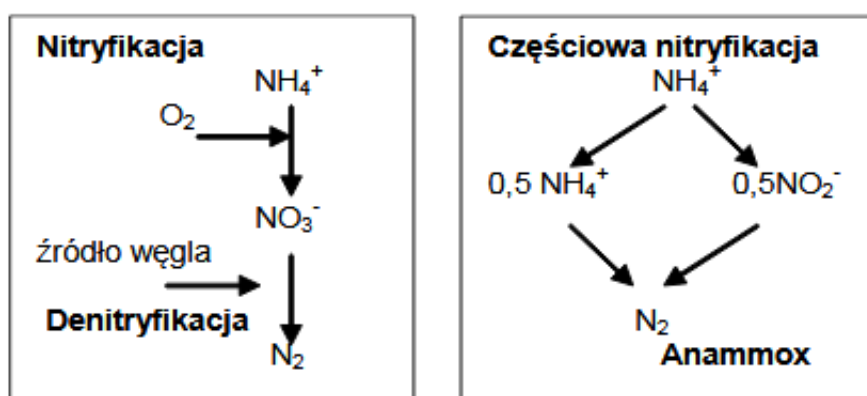 Nitryfikacja
NH₄⁺
O₂
NO₃⁻
źródło węgla
Denitryfikacja
N₂
Częściowa nitryfikacja
NH₄⁺
0,5 NH₄⁺ 0,5NO₂⁻
N₂
Anammox